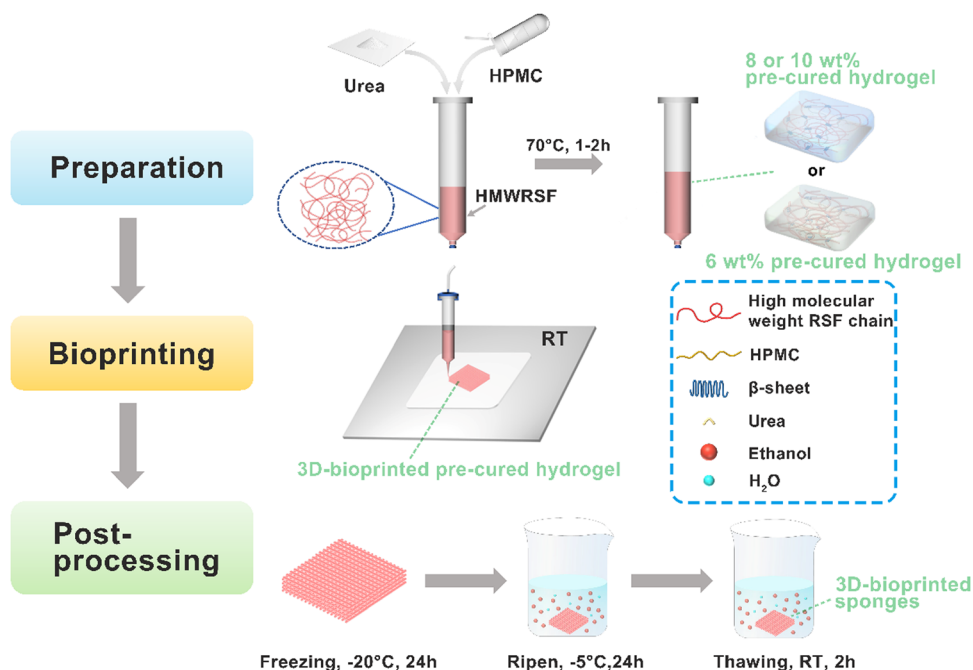 Preparation
Urea
HPMC
HMWRSF
70°C, 1-2h
8 or 10 wt%
pre-cured hydrogel
or
6 wt% pre-cured hydrogel
Bioprinting
RT
3D-bioprinted pre-cured hydrogel
High molecular
weight RSF chain
HPMC
β-sheet
Urea
Ethanol
H₂O
Post-
processing
3D-bioprinted
sponges
Freezing, -20°C, 24h
Ripen, -5°C,24h
Thawing, RT, 2h